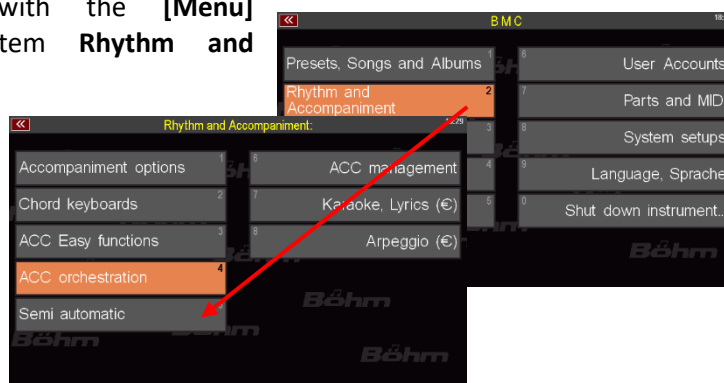 with the [Menu]
tem Rhythm and
BMC
18:
Presets, Songs and Albums 1
Rhythm and
Accompaniment 2
3
4
5
6 User Accounts
7 Parts and MID
8 System setups
9 Language, Sprache
0 Shut down instrument..
Böhm
Rhythm and Accompaniment:
Accompaniment options 1
Chord keyboards 2
ACC Easy functions 3
ACC orchestration 4
Semi automatic
6 ACC management
7 Karaoke, Lyrics (€)
8 Arpeggio (€)
Böhm
Böhm
Böhm